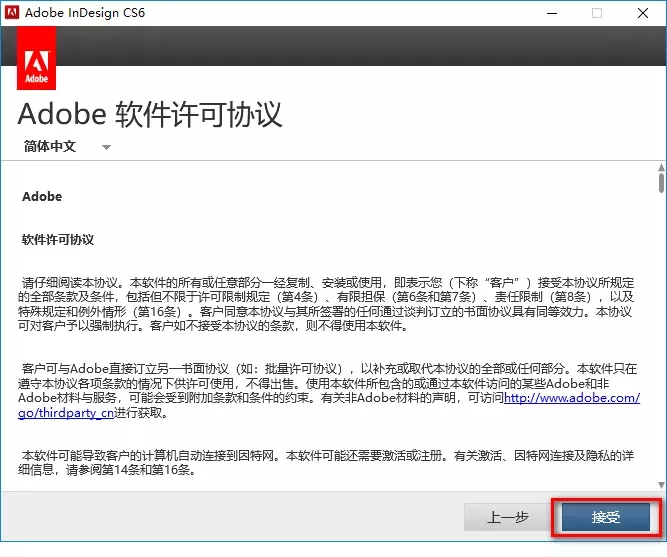 Adobe InDesign CS6
Adobe
Adobe 软件许可协议
简体中文
Adobe
软件许可协议
请仔细阅读本协议。本软件的所有或任意部分一经复制、安装或使用，即表示您（下称“客户”）接受本协议所规定
的全部条款及条件，包括但不限于许可限制规定（第4条）、有限担保（第6条和第7条）、责任限制（第8条），以及
特殊规定和例外情形（第16条）。客户同意本协议与其所签署的任何通过谈判订立的书面协议具有同等效力。本协议
可对客户予以强制执行。客户如不接受本协议的条款，则不得使用本软件。
客户可与Adobe直接订立另一书面协议（如：批量许可协议），以补充或取代本协议的全部或任何部分。本软件只在
遵守本协议各项条款的情况下供许可使用，不得出售。使用本软件所包含的或通过本软件访问的某些Adobe和非
Adobe材料与服务，可能会受到附加条款和条件的约束。有关非Adobe材料的声明，可访问http://www.adobe.com/
go/thirdparty_cn进行获取。
本软件可能导致客户的计算机自动连接到因特网。本软件可能还需要激活或注册。有关激活、因特网连接及隐私的详
细信息，请参阅第14条和第16条。
上一步
接受